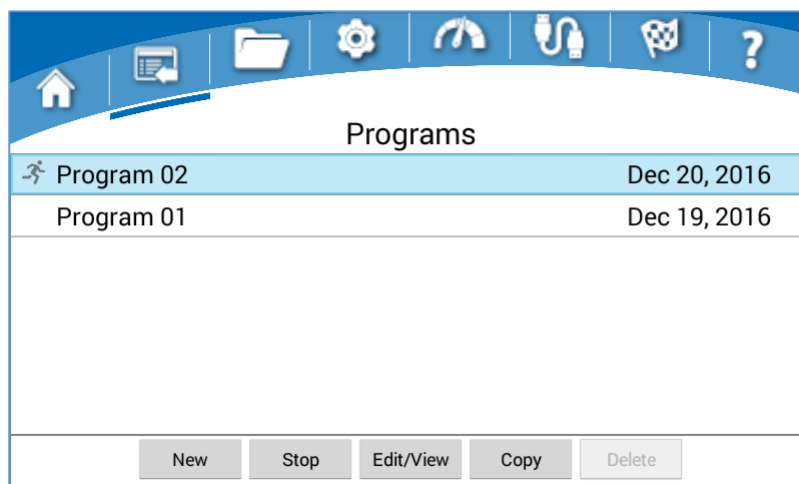 ?
Programs
Program 02 Dec 20, 2016
Program 01 Dec 19, 2016
New Stop Edit/View Copy Delete